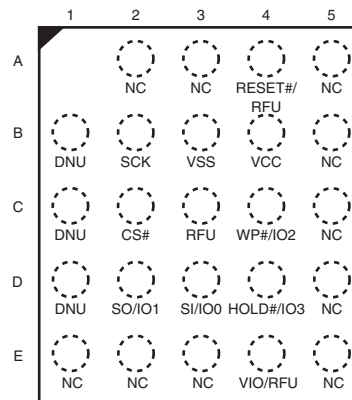 1 2 3 4 5
A
NC NC RESET#/ NC
RFU
B
DNU SCK VSS VCC NC
C
DNU CS# RFU WP#/IO2 NC
D
DNU SO/IO1 SI/IO0 HOLD#/IO3 NC
E
NC NC NC VIO/RFU NC